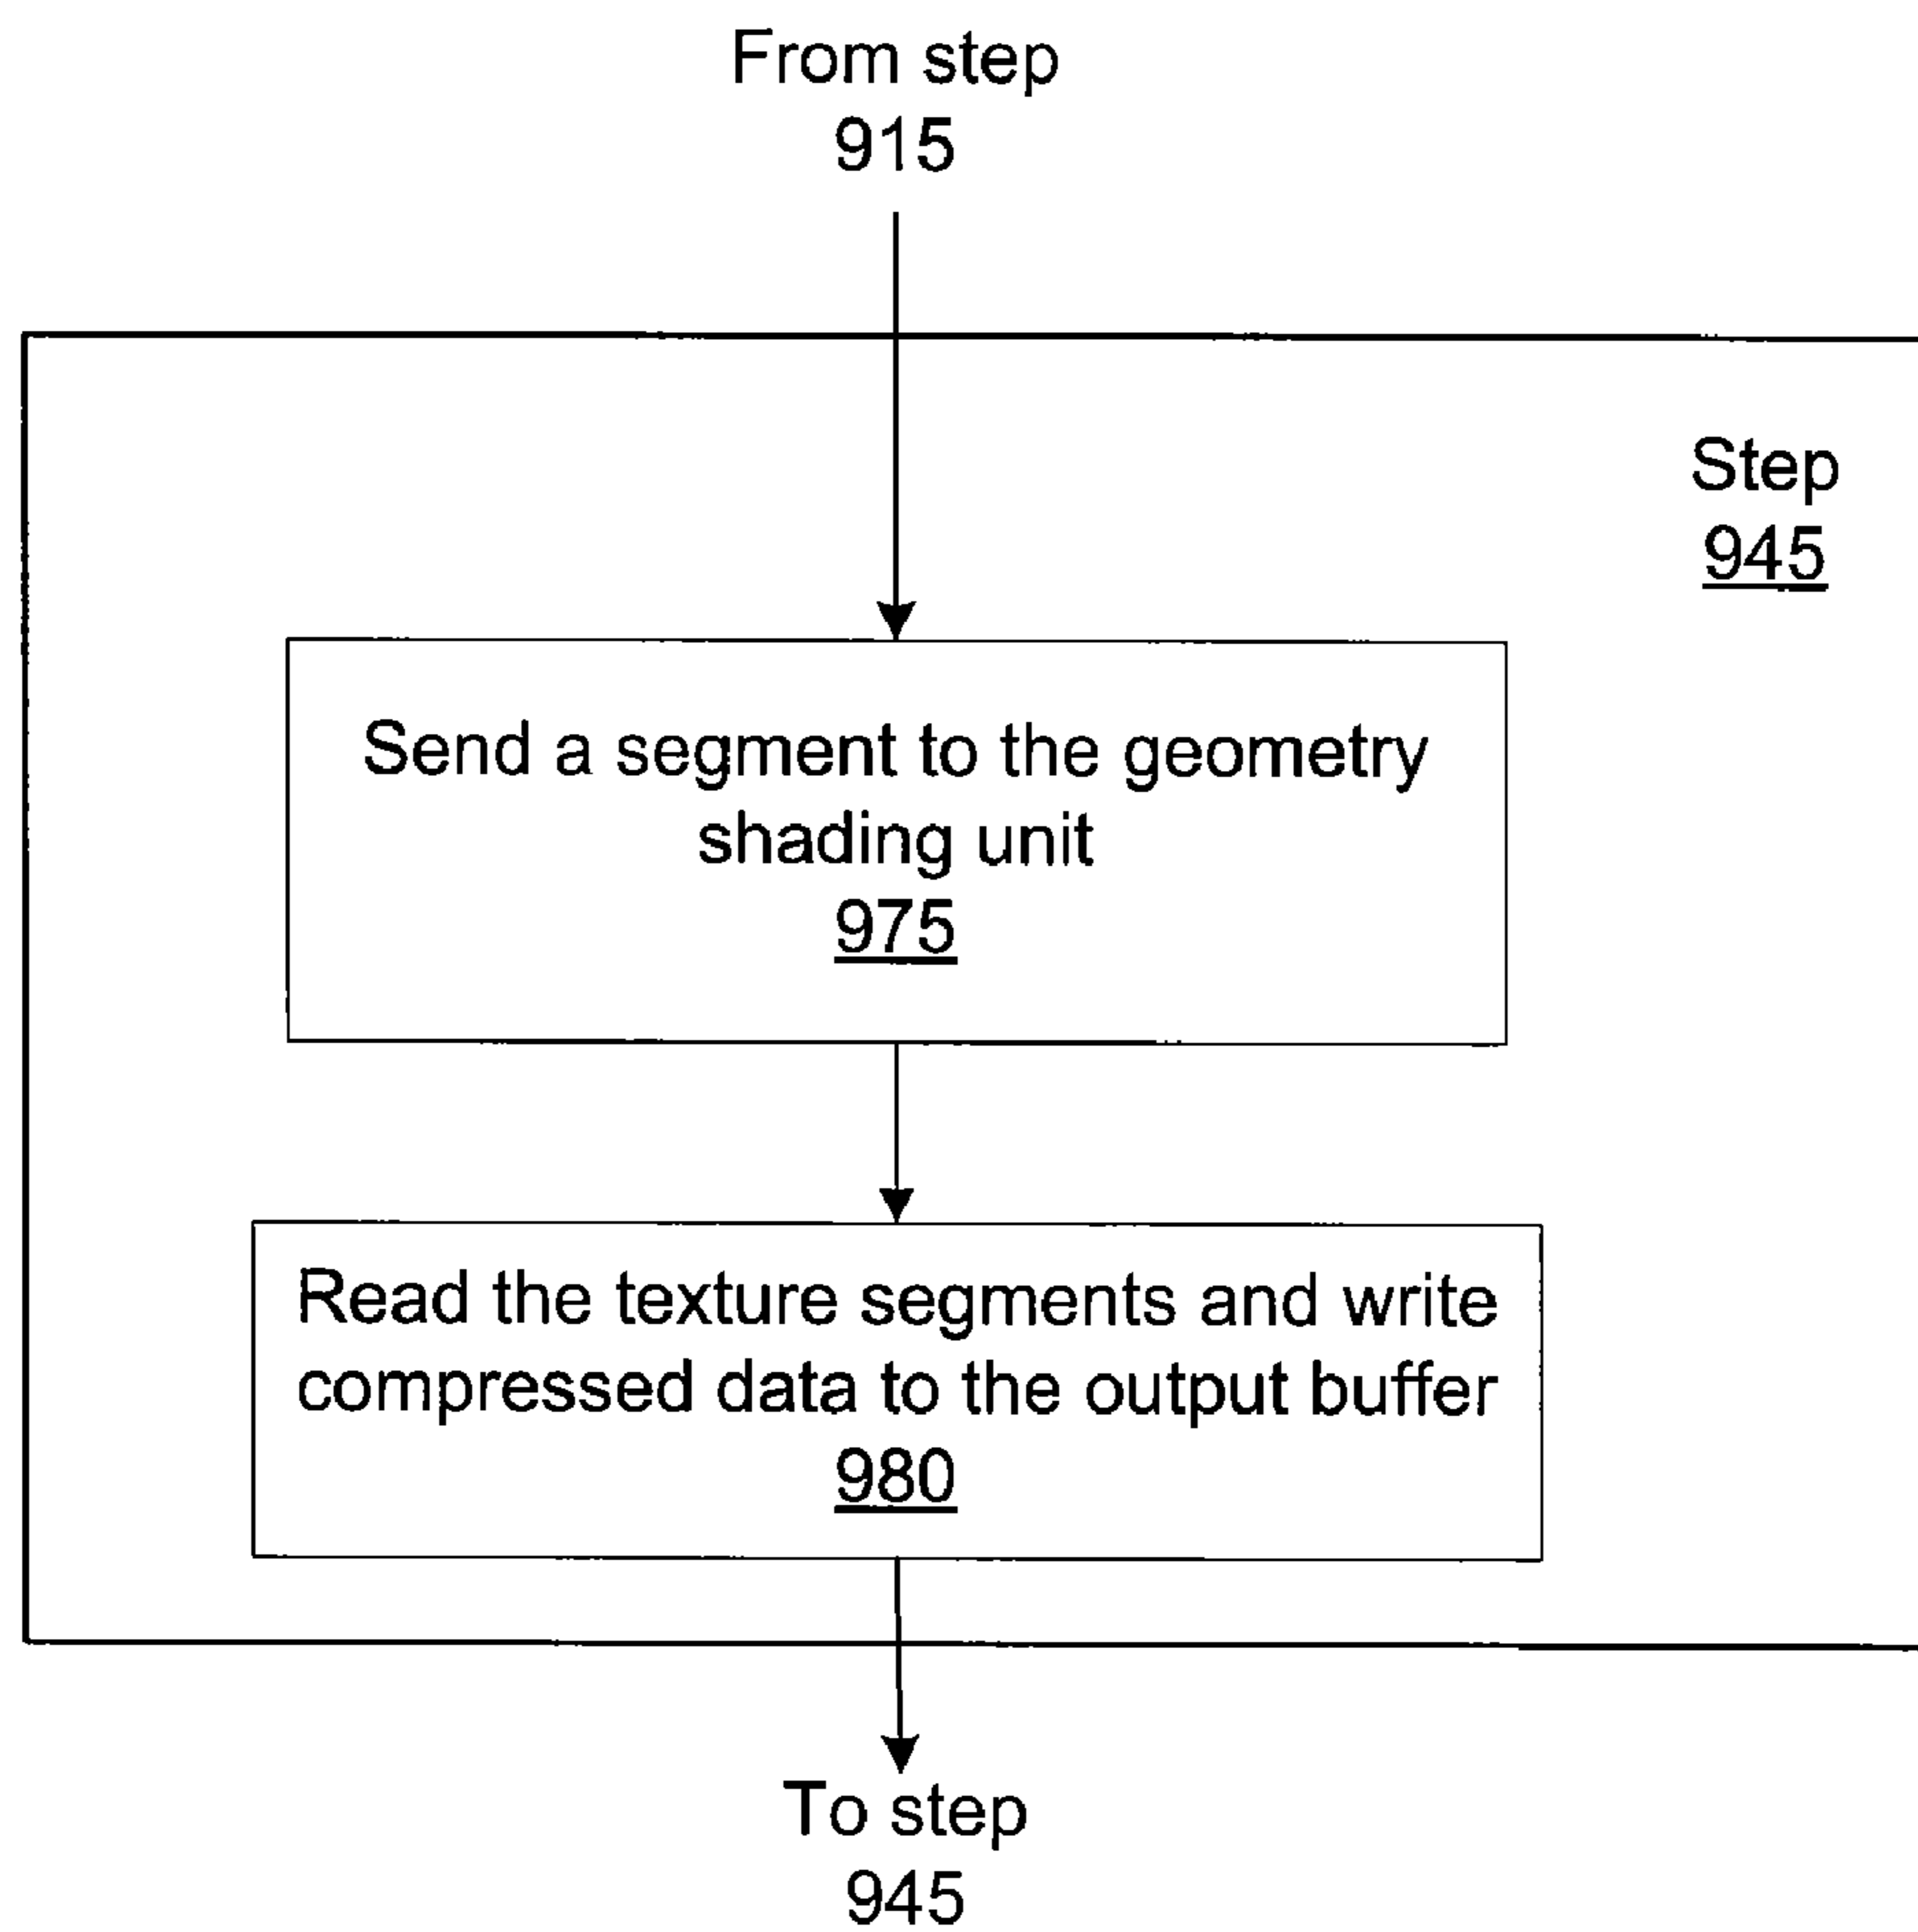 From step
915
Step
945
Send a segment to the geometry
shading unit
975
Read the texture segments and write
compressed data to the output buffer
980
To step
945